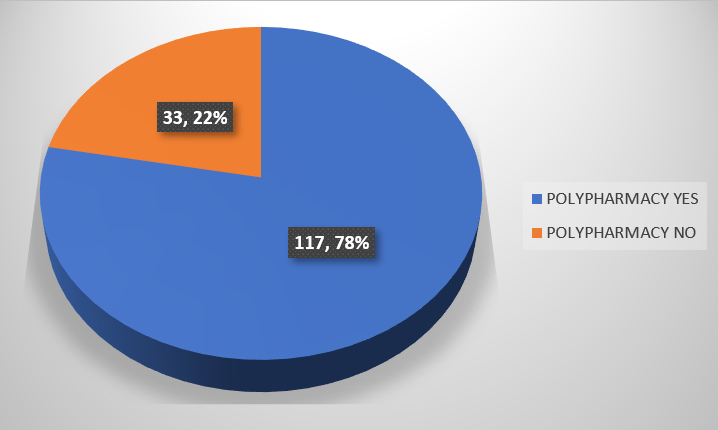 33, 22%
117, 78%
POLYPHARMACY YES
POLYPHARMACY NO